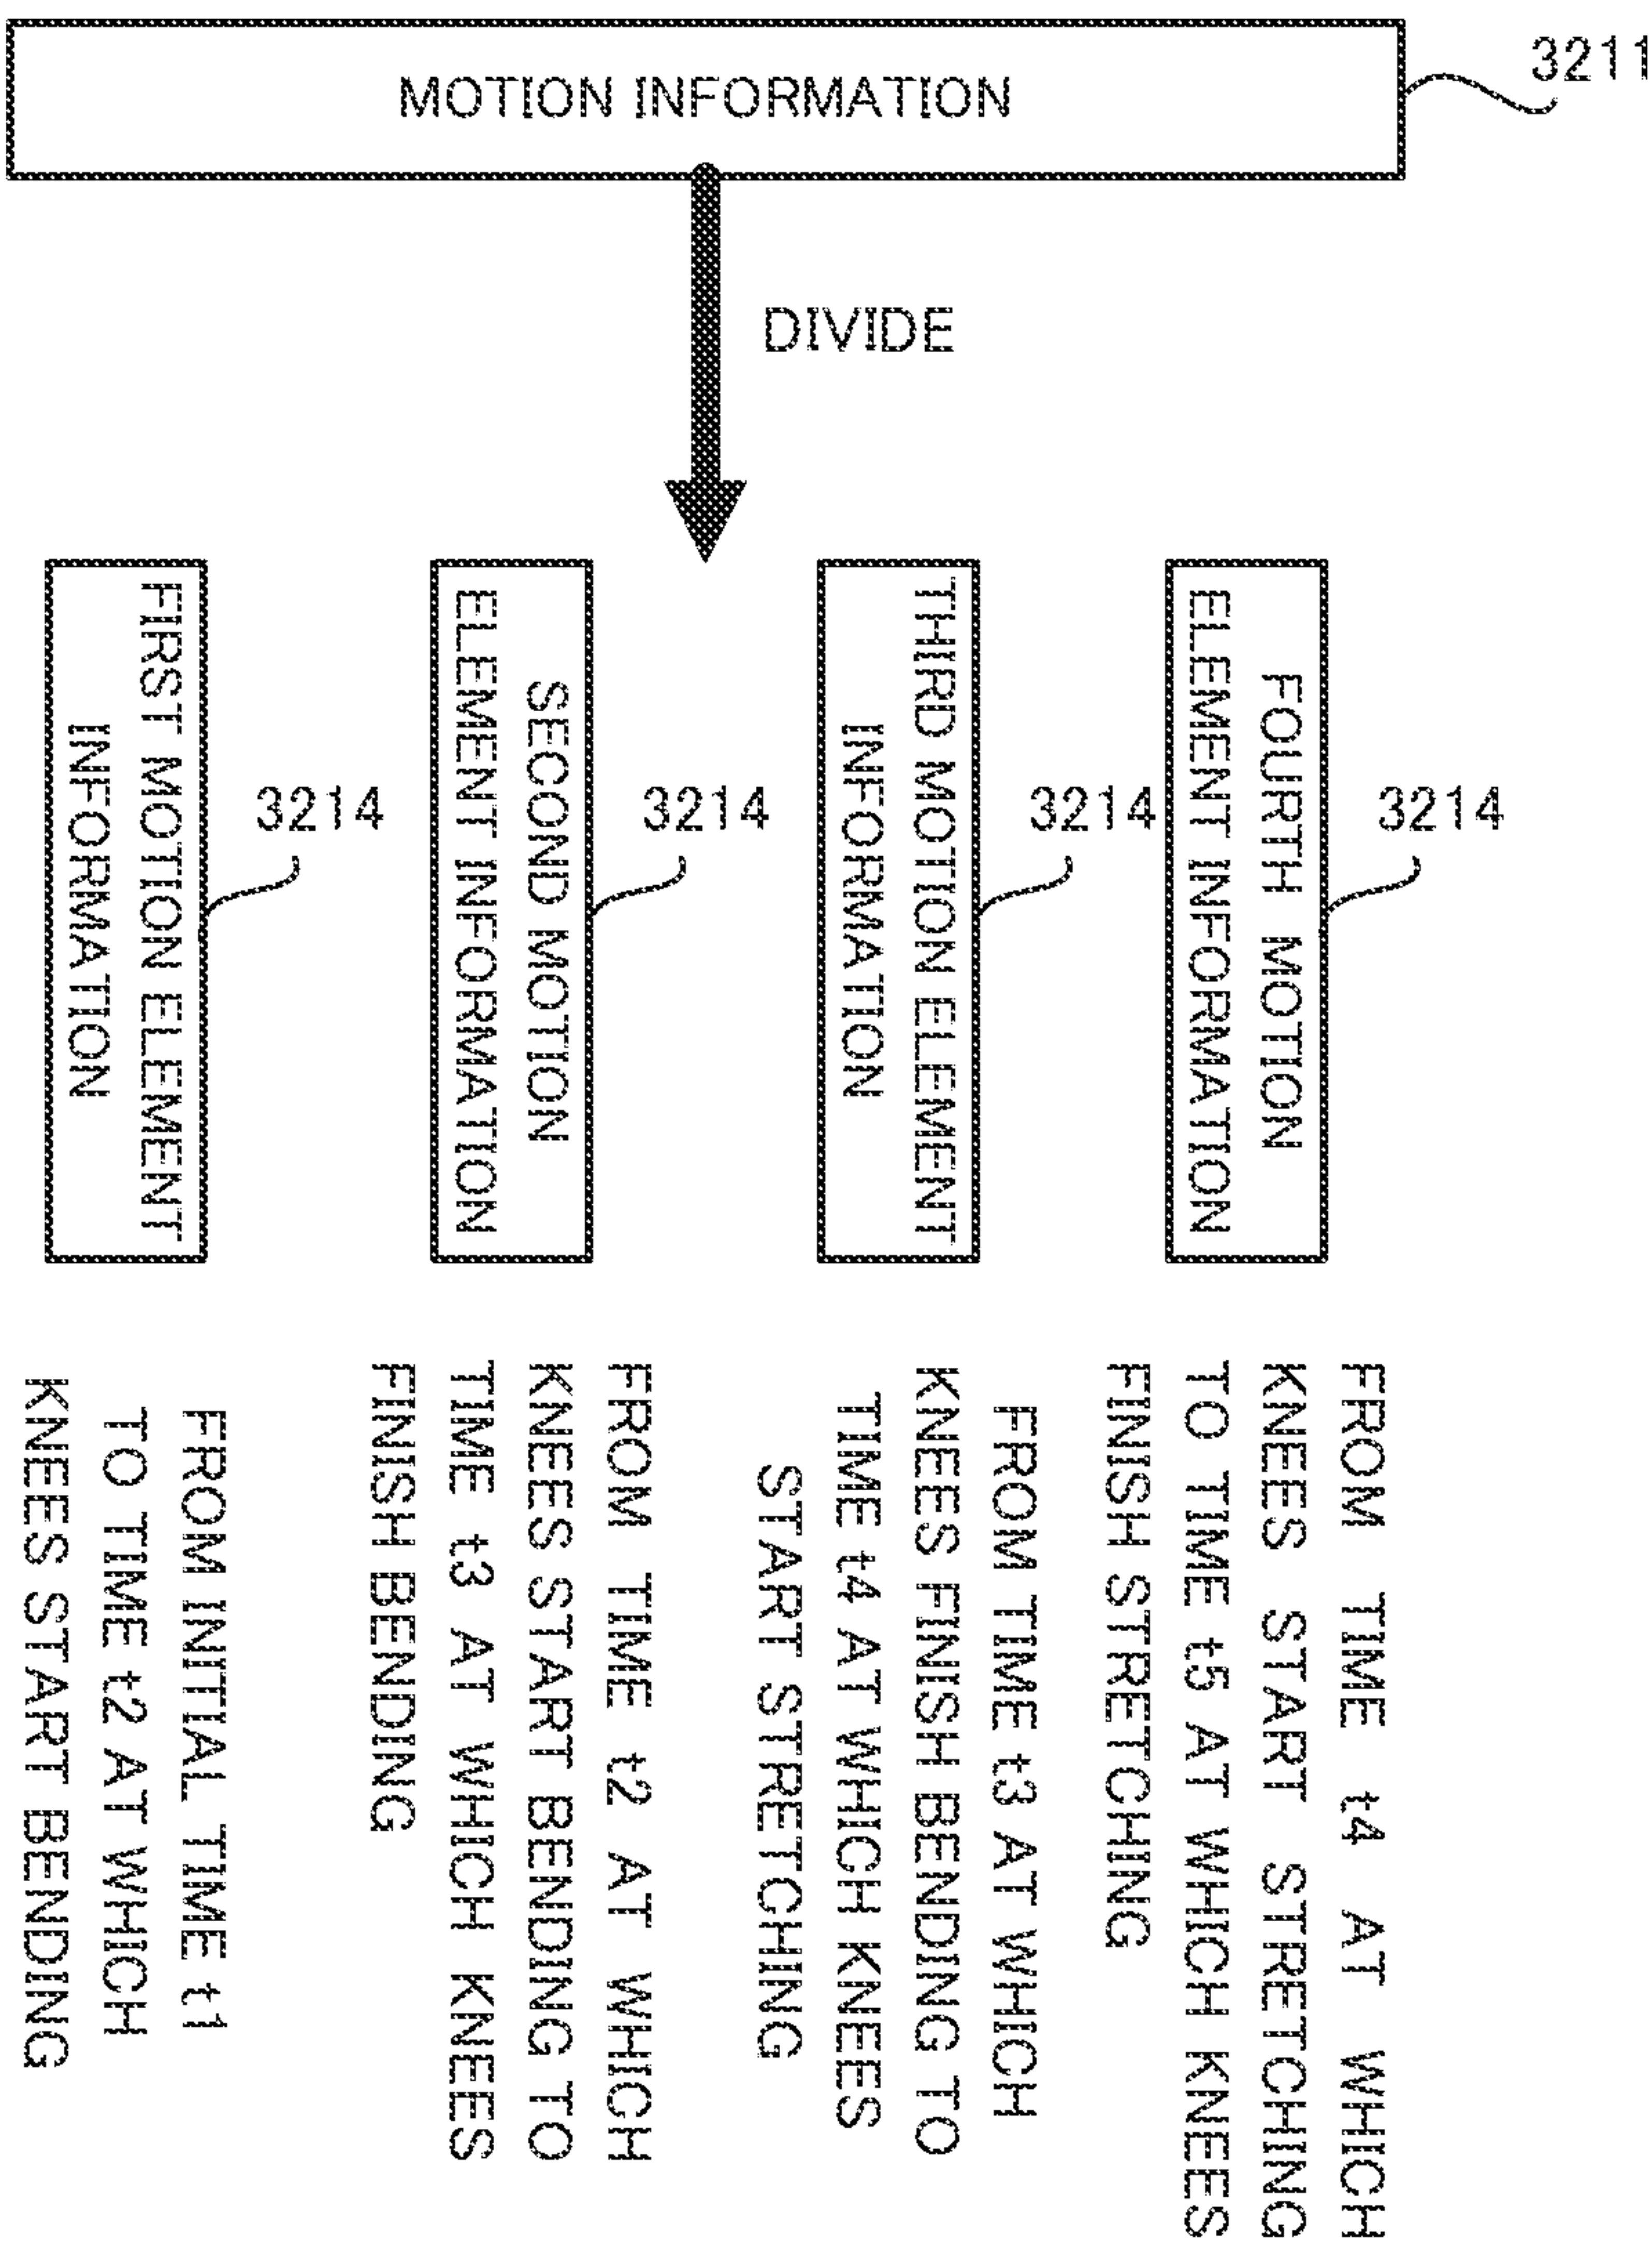 MOTION INFORMATION
3211
DIVIDE
FIRST MOTION ELEMENT
INFORMATION
3214
SECOND MOTION
ELEMENT INFORMATION
3214
THIRD MOTION ELEMENT
INFORMATION
3214
FOURTH MOTION
ELEMENT INFORMATION
3214
FROM INITIAL TIME t1
TO TIME t2 AT WHICH
KNEES START BENDING
FROM TIME t2 AT WHICH
KNEES START BENDING TO
TIME t3 AT WHICH KNEES
FINISH BENDING
FROM TIME t3 AT WHICH
KNEES FINISH BENDING TO
TIME t4 AT WHICH KNEES
START STRETCHING
FROM TIME t4 AT WHICH
KNEES START STRETCHING
TO TIME t5 AT WHICH KNEES
FINISH STRETCHING